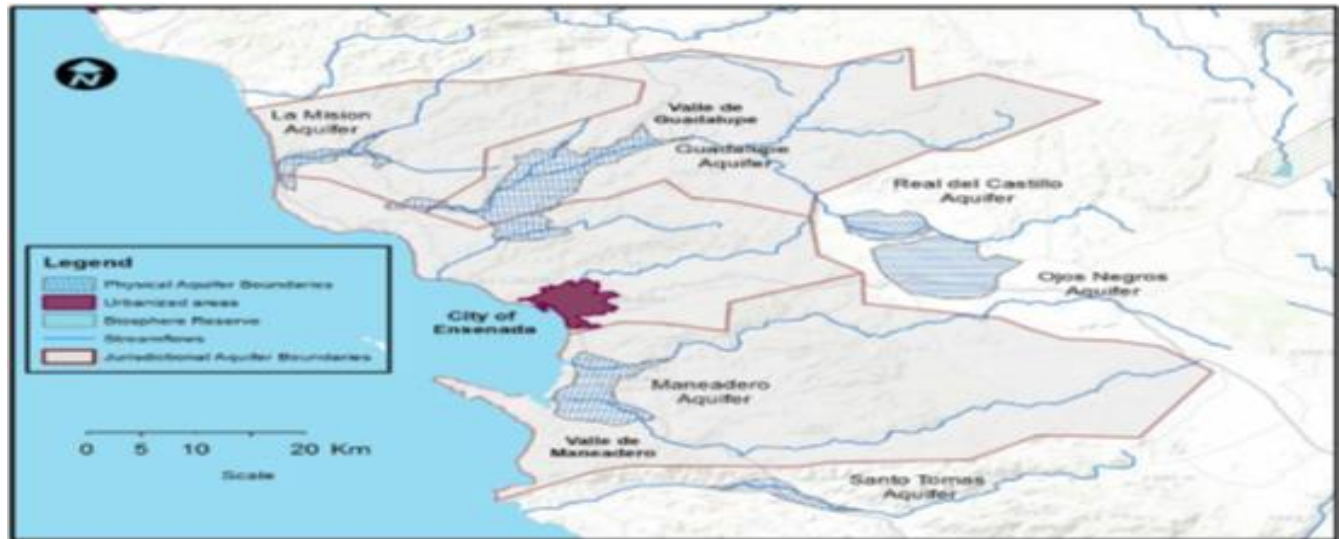 N
La Mision
Aquifer
Valle de
Guadalupe
Guadalupe
Aquifer
Real del Castillo
Aquifer
Ojos Negros
Aquifer
Legend
Physical Aquifer Boundaries
Urbanized areas
Biosphere Reserve
Streamflows
Jurisdictional Aquifer Boundaries
City of
Ensenada
Maneadero
Aquifer
Valle de
Maneadero
0 5 10 20 Km
Scale
Santo Tomas
Aquifer